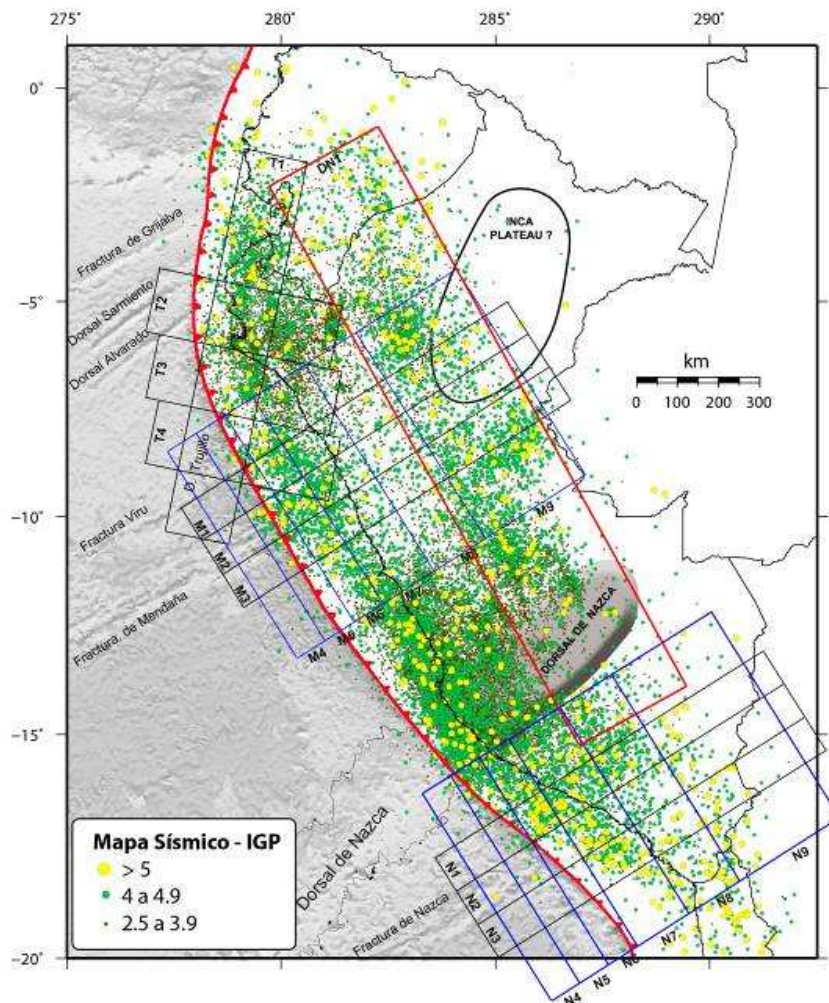 275°
280°
285°
290°
0°
−5°
−10°
−15°
−20°
T1
DN1
INCA
PLATEAU ?
Fractura. de Grijalva
Dorsal Sarmiento
Dorsal Alvarado
T2
T3
T4
D. Trujillo
km
0 100 200 300
Fractura Viru
Fractura. de Mendaña
M1
M2
M3
M4
M6
M7
M9
DORSAL DE NAZCA
Dorsal de Nazca
Fractura de Nazca
N1
N2
N3
N4
N5
N6
N7
N8
N9
Mapa Sísmico - IGP
> 5
4 a 4.9
2.5 a 3.9